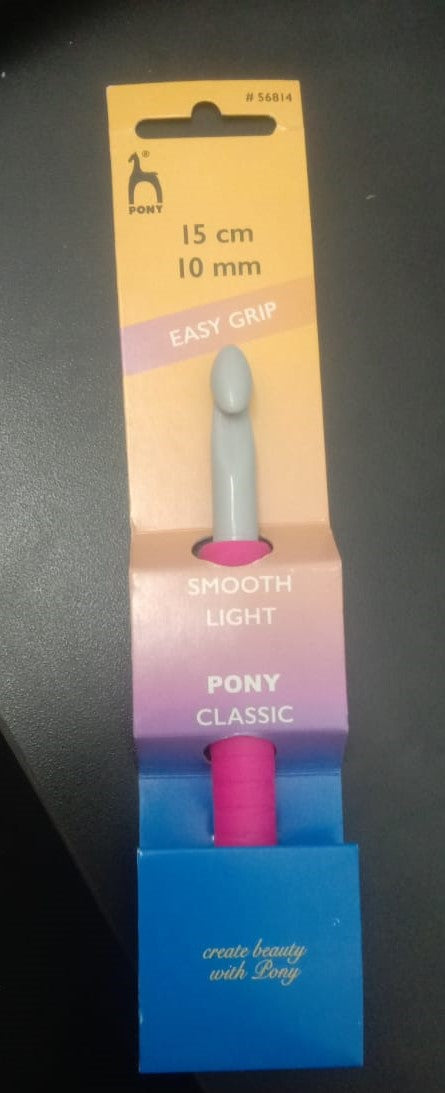 # 56814
®
PONY
15 cm
10 mm
EASY GRIP
SMOOTH
LIGHT
PONY
CLASSIC
create beauty
with Pony